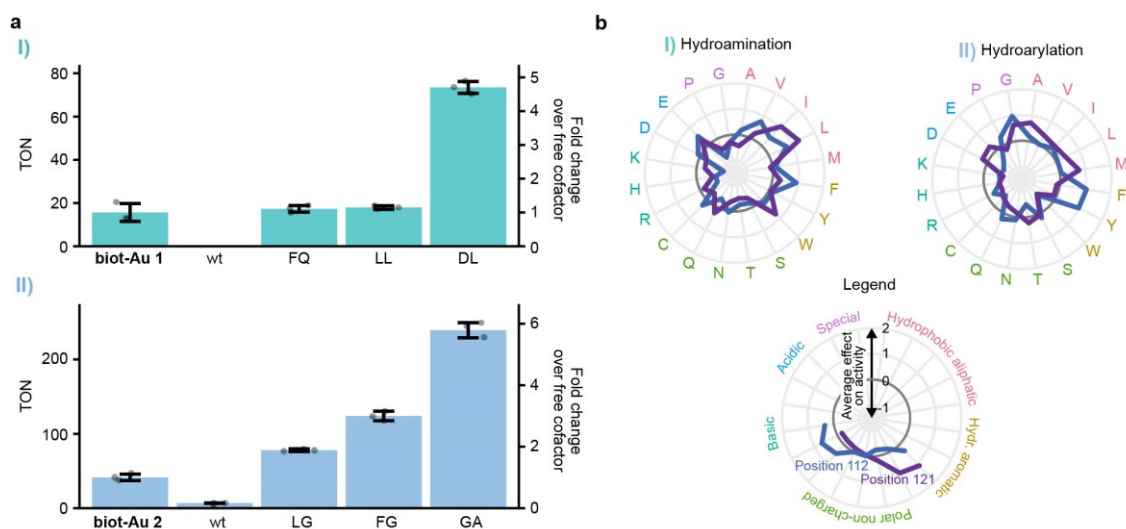 a
I)
80
60
40
20
0
TON
5
4
3
2
1
0
Fold change
over free cofactor
biot-Au 1
wt
FQ
LL
DL
II)
200
100
0
TON
6
4
2
0
Fold change
over free cofactor
biot-Au 2
wt
LG
FG
GA
b
I) Hydroamination
G
A
V
I
L
M
F
Y
W
S
T
N
Q
C
R
H
K
D
E
P
II) Hydroarylation
G
A
V
I
L
M
F
Y
W
S
T
N
Q
C
R
H
K
D
E
P
Legend
Special
Hydrophobic aliphatic
Hydr. aromatic
Polar non-charged
Basic
Acidic
Average effect
on activity
2
1
0
-1
Position 112
Position 121